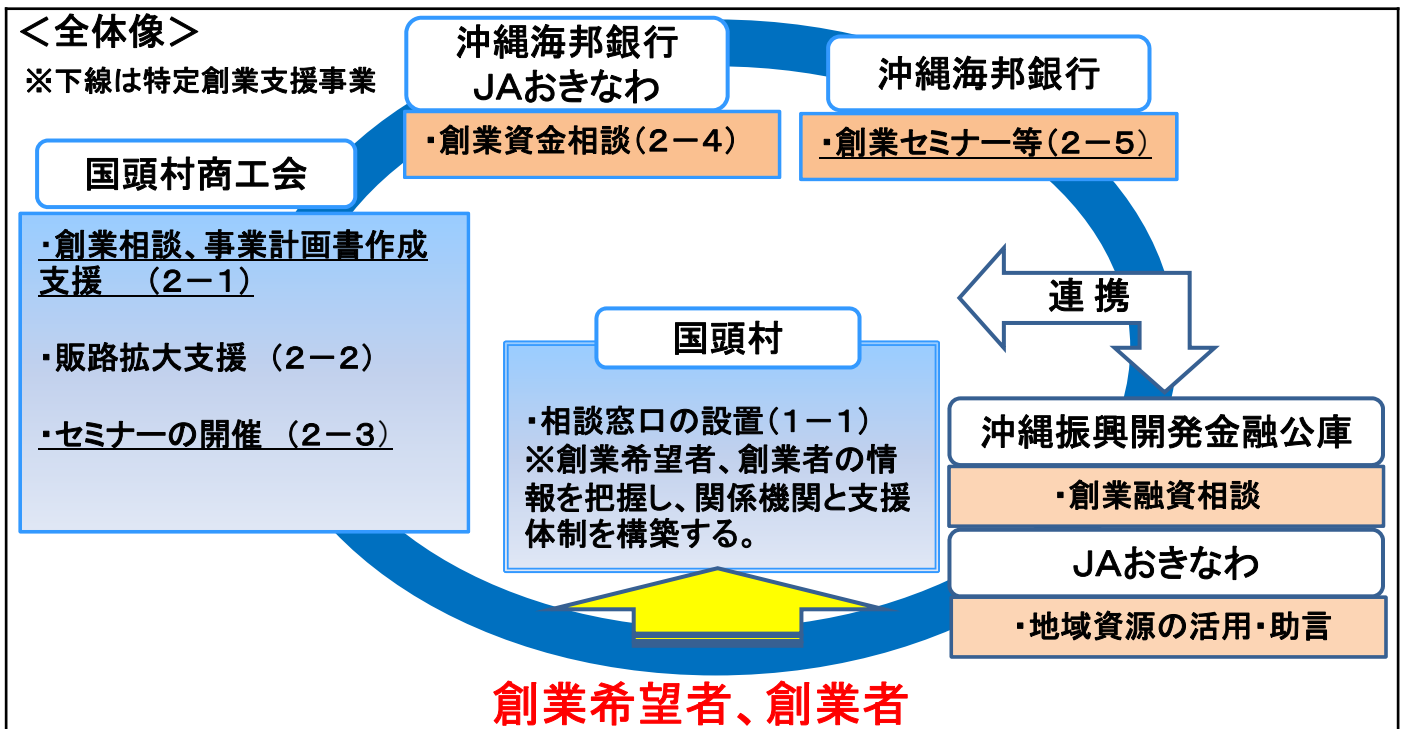 ＜全体像＞
※下線は特定創業支援事業
沖縄海邦銀行
JAおきなわ
・創業資金相談（２－４）
沖縄海邦銀行
・創業セミナー等（２－５）
国頭村商工会
・創業相談、事業計画書作成
支援　（２－１）
・販路拡大支援　（２－２）
・セミナーの開催　（２－３）
連 携
国頭村
・相談窓口の設置（１－１）
※創業希望者、創業者の情
報を把握し、関係機関と支援
体制を構築する。
沖縄振興開発金融公庫
・創業融資相談
JAおきなわ
・地域資源の活用・助言
創業希望者、創業者